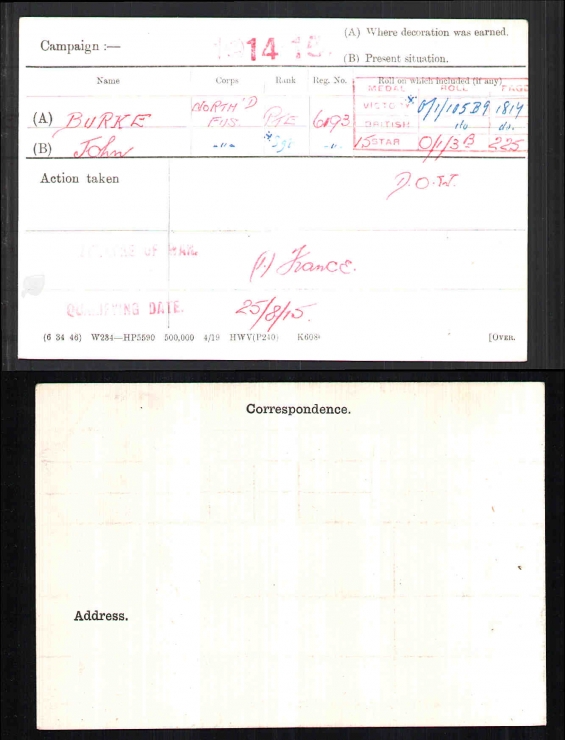 (A) Where decoration was earned.
Campaign :— 1914 15.
(B) Present situation.
Name Corps Rank Reg. No. Roll on which included (if any)
MEDAL ROLL PAGE
(A) BURKE NORTH'D FUS. PTE 6193 VICTORY * O/1/105B9 1814
BRITISH do do.
(B) John -"- *Sgt -"- 15 STAR O/1/3B 225
Action taken D.O.W.
THEATRE OF WAR. (1) France.
QUALIFYING DATE. 25/8/15.
(6 34 46) W284—HP5590 500,000 4/19 HWV(P240) K608 [OVER.
Correspondence.
Address.